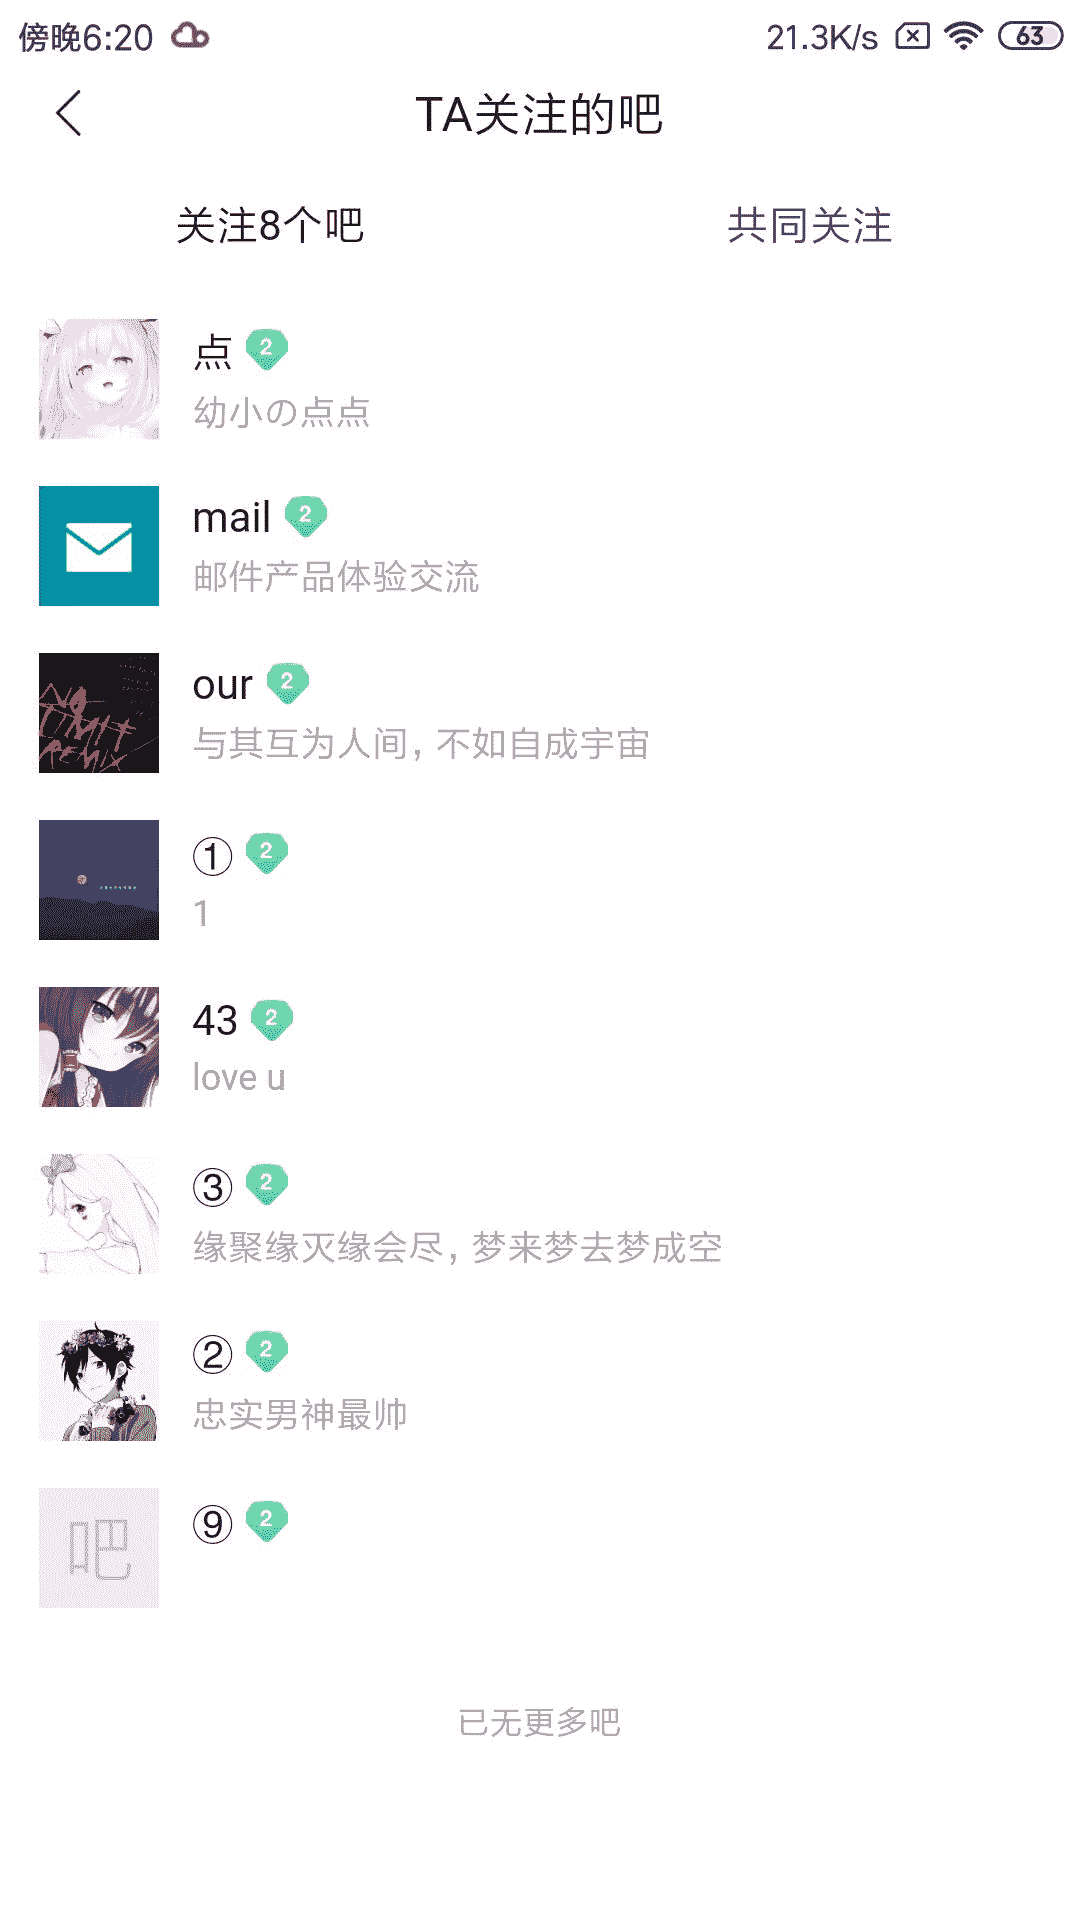 傍晚6:20 21.3K/s 63
TA关注的吧
关注8个吧 共同关注
点 2
幼小の点点
mail 2
邮件产品体验交流
our 2
与其互为人间，不如自成宇宙
NO
LIMIT
REMIX
① 2
1
43 2
love u
③ 2
缘聚缘灭缘会尽，梦来梦去梦成空
② 2
忠实男神最帅
吧
⑨ 2
已无更多吧